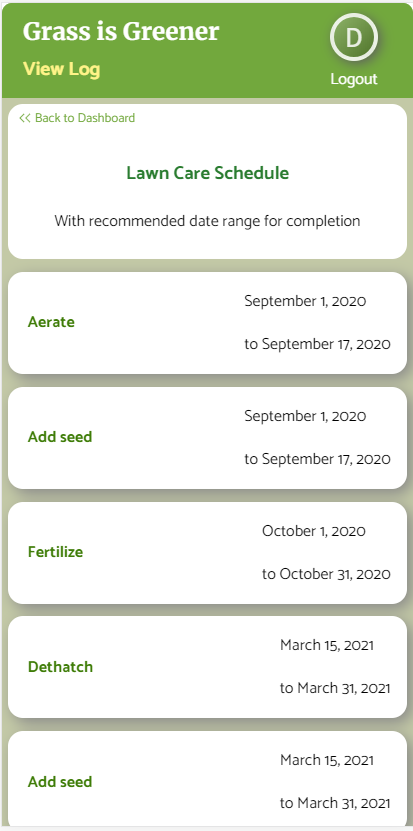 Grass is Greener
View Log
D
Logout
<< Back to Dashboard
Lawn Care Schedule
With recommended date range for completion
Aerate
September 1, 2020
to September 17, 2020
Add seed
September 1, 2020
to September 17, 2020
Fertilize
October 1, 2020
to October 31, 2020
Dethatch
March 15, 2021
to March 31, 2021
Add seed
March 15, 2021
to March 31, 2021